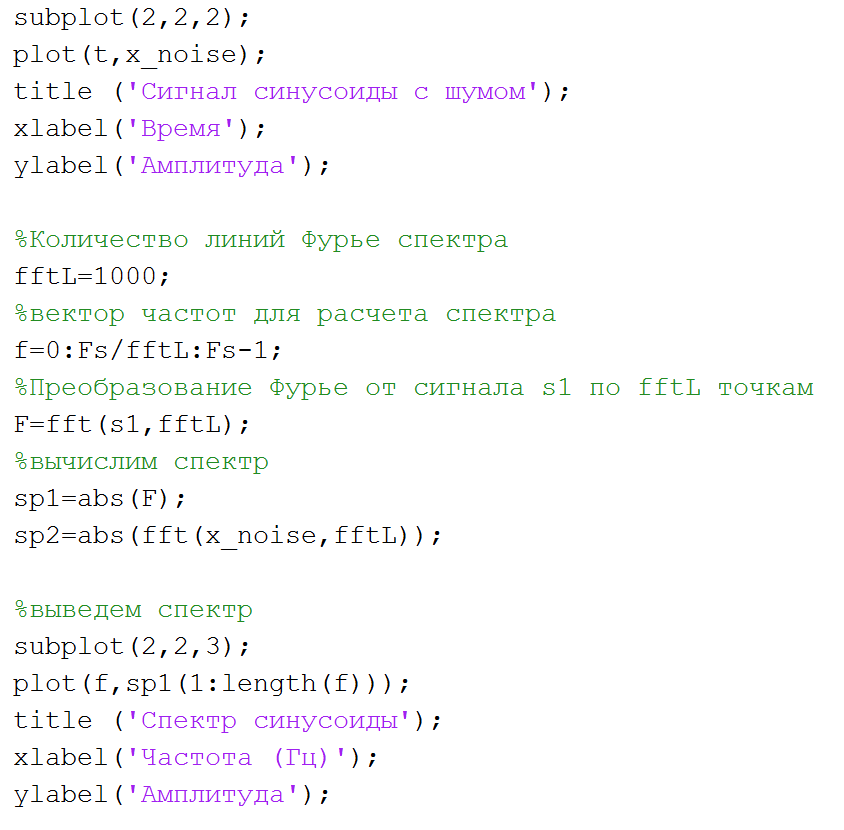 subplot(2,2,2);
plot(t,x_noise);
title ('Сигнал синусоиды с шумом');
xlabel('Время');
ylabel('Амплитуда');
%Количество линий Фурье спектра
fftL=1000;
%вектор частот для расчета спектра
f=0:Fs/fftL:Fs-1;
%Преобразование Фурье от сигнала s1 по fftL точкам
F=fft(s1,fftL);
%вычислим спектр
sp1=abs(F);
sp2=abs(fft(x_noise,fftL));
%выведем спектр
subplot(2,2,3);
plot(f,sp1(1:length(f)));
title ('Спектр синусоиды');
xlabel('Частота (Гц)');
ylabel('Амплитуда');